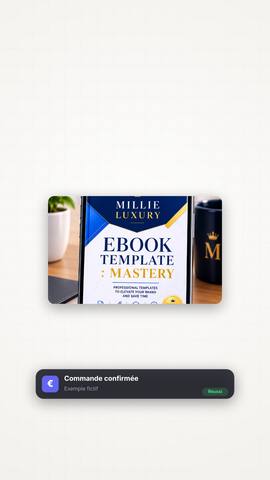 MILLIE
LUXURY
EBOOK
TEMPLATE
: MASTERY
PROFESSIONAL TEMPLATES
TO ELEVATE YOUR BRAND
AND SAVE TIME
M
€
Commande confirmée
Exemple fictif
Réussi